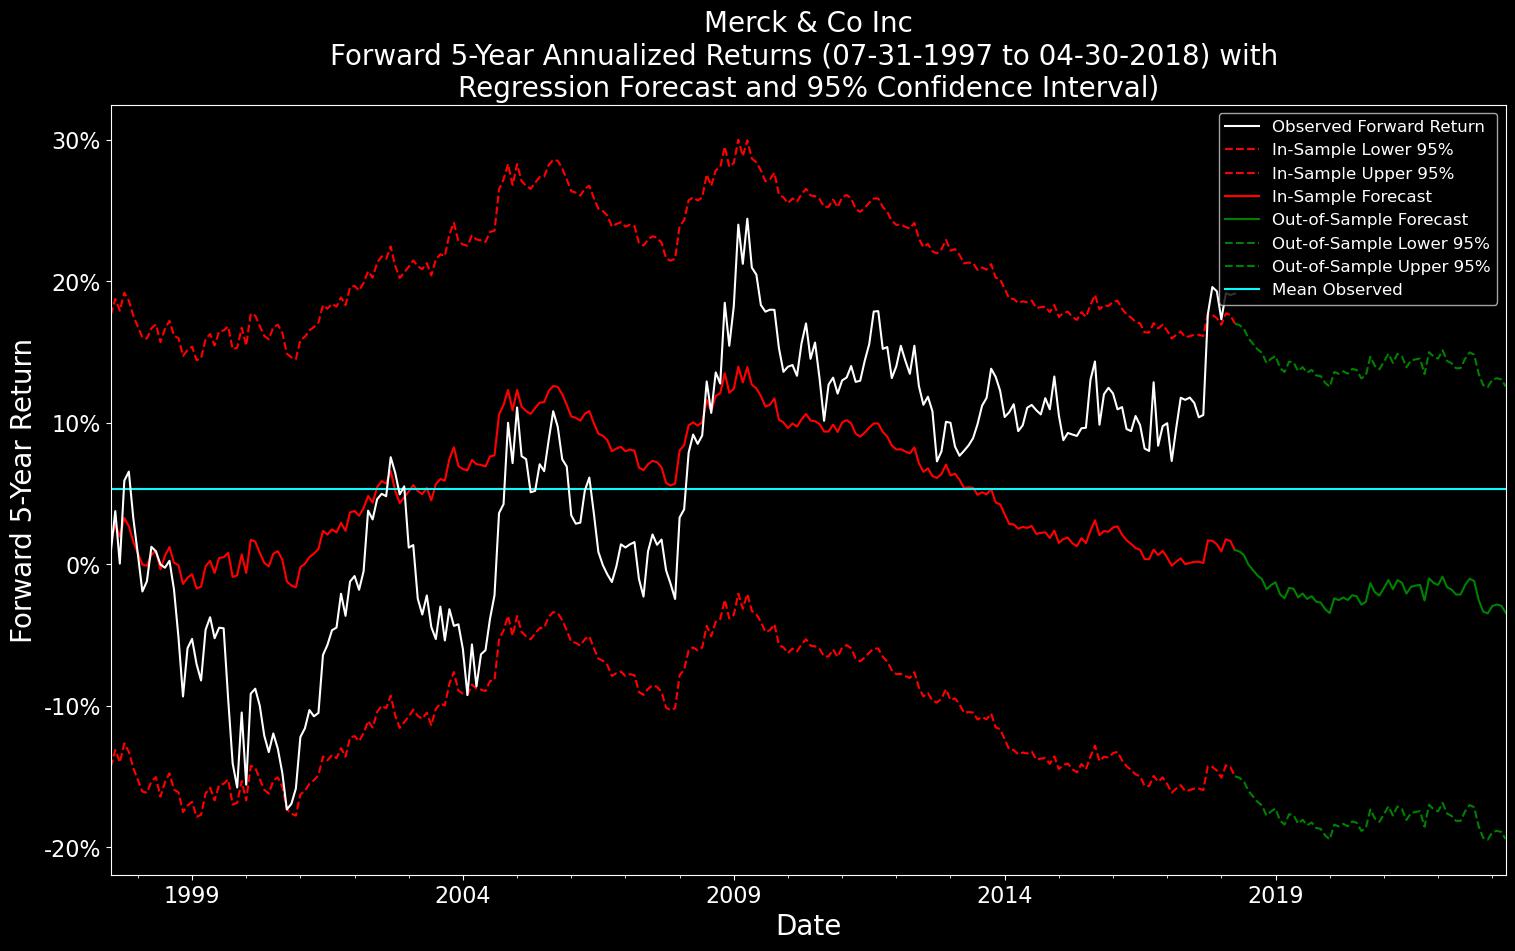 Merck & Co Inc
Forward 5-Year Annualized Returns (07-31-1997 to 04-30-2018) with
Regression Forecast and 95% Confidence Interval)
Forward 5-Year Return
30%
20%
10%
0%
-10%
-20%
Observed Forward Return
In-Sample Lower 95%
In-Sample Upper 95%
In-Sample Forecast
Out-of-Sample Forecast
Out-of-Sample Lower 95%
Out-of-Sample Upper 95%
Mean Observed
1999
2004
2009
2014
2019
Date